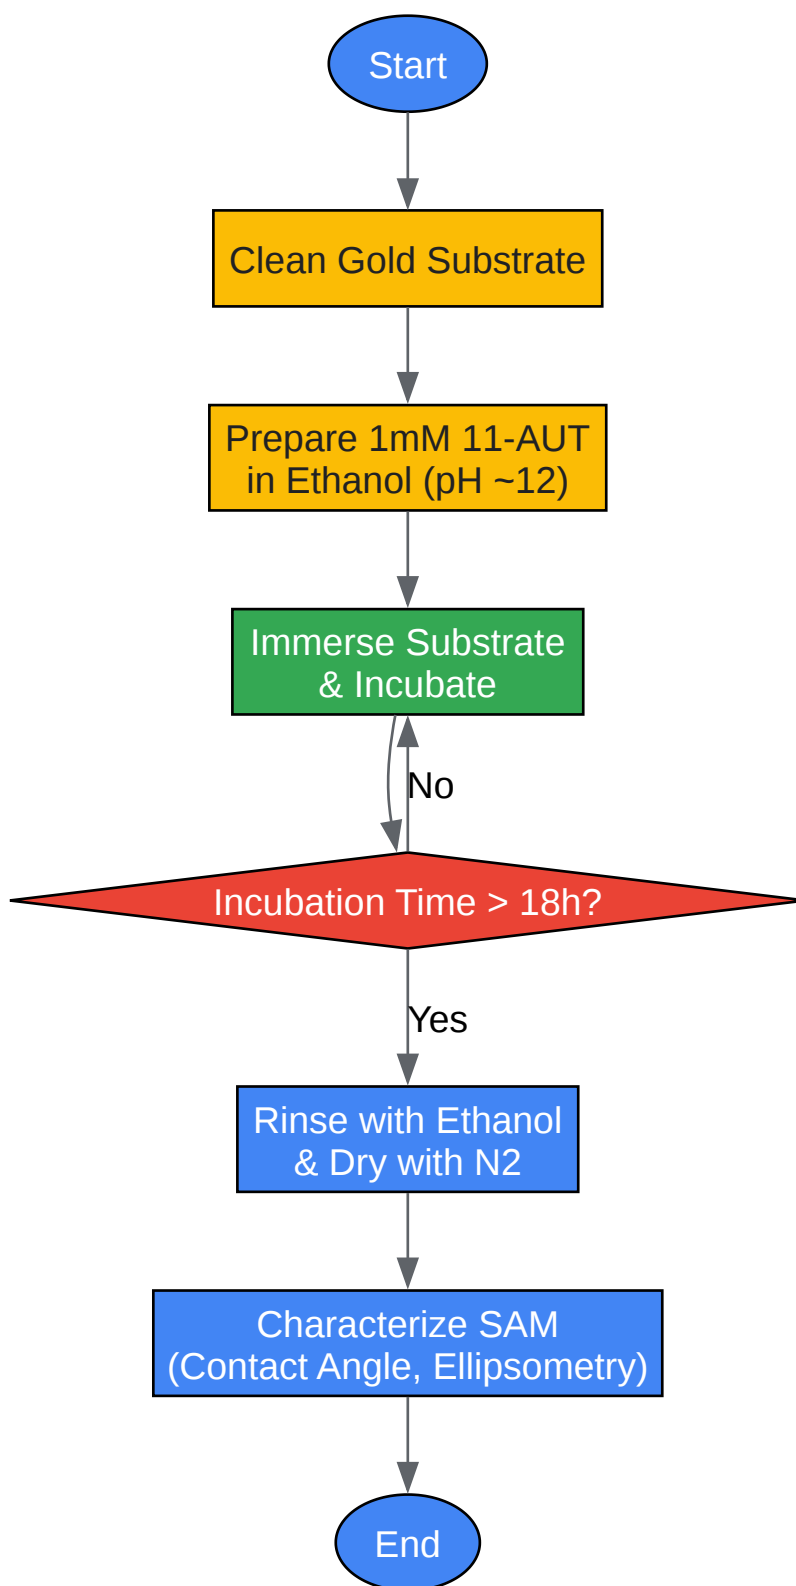 Start
Clean Gold Substrate
Prepare 1mM 11-AUT
in Ethanol (pH ~12)
Immerse Substrate
& Incubate
No
Incubation Time > 18h?
Yes
Rinse with Ethanol
& Dry with N2
Characterize SAM
(Contact Angle, Ellipsometry)
End